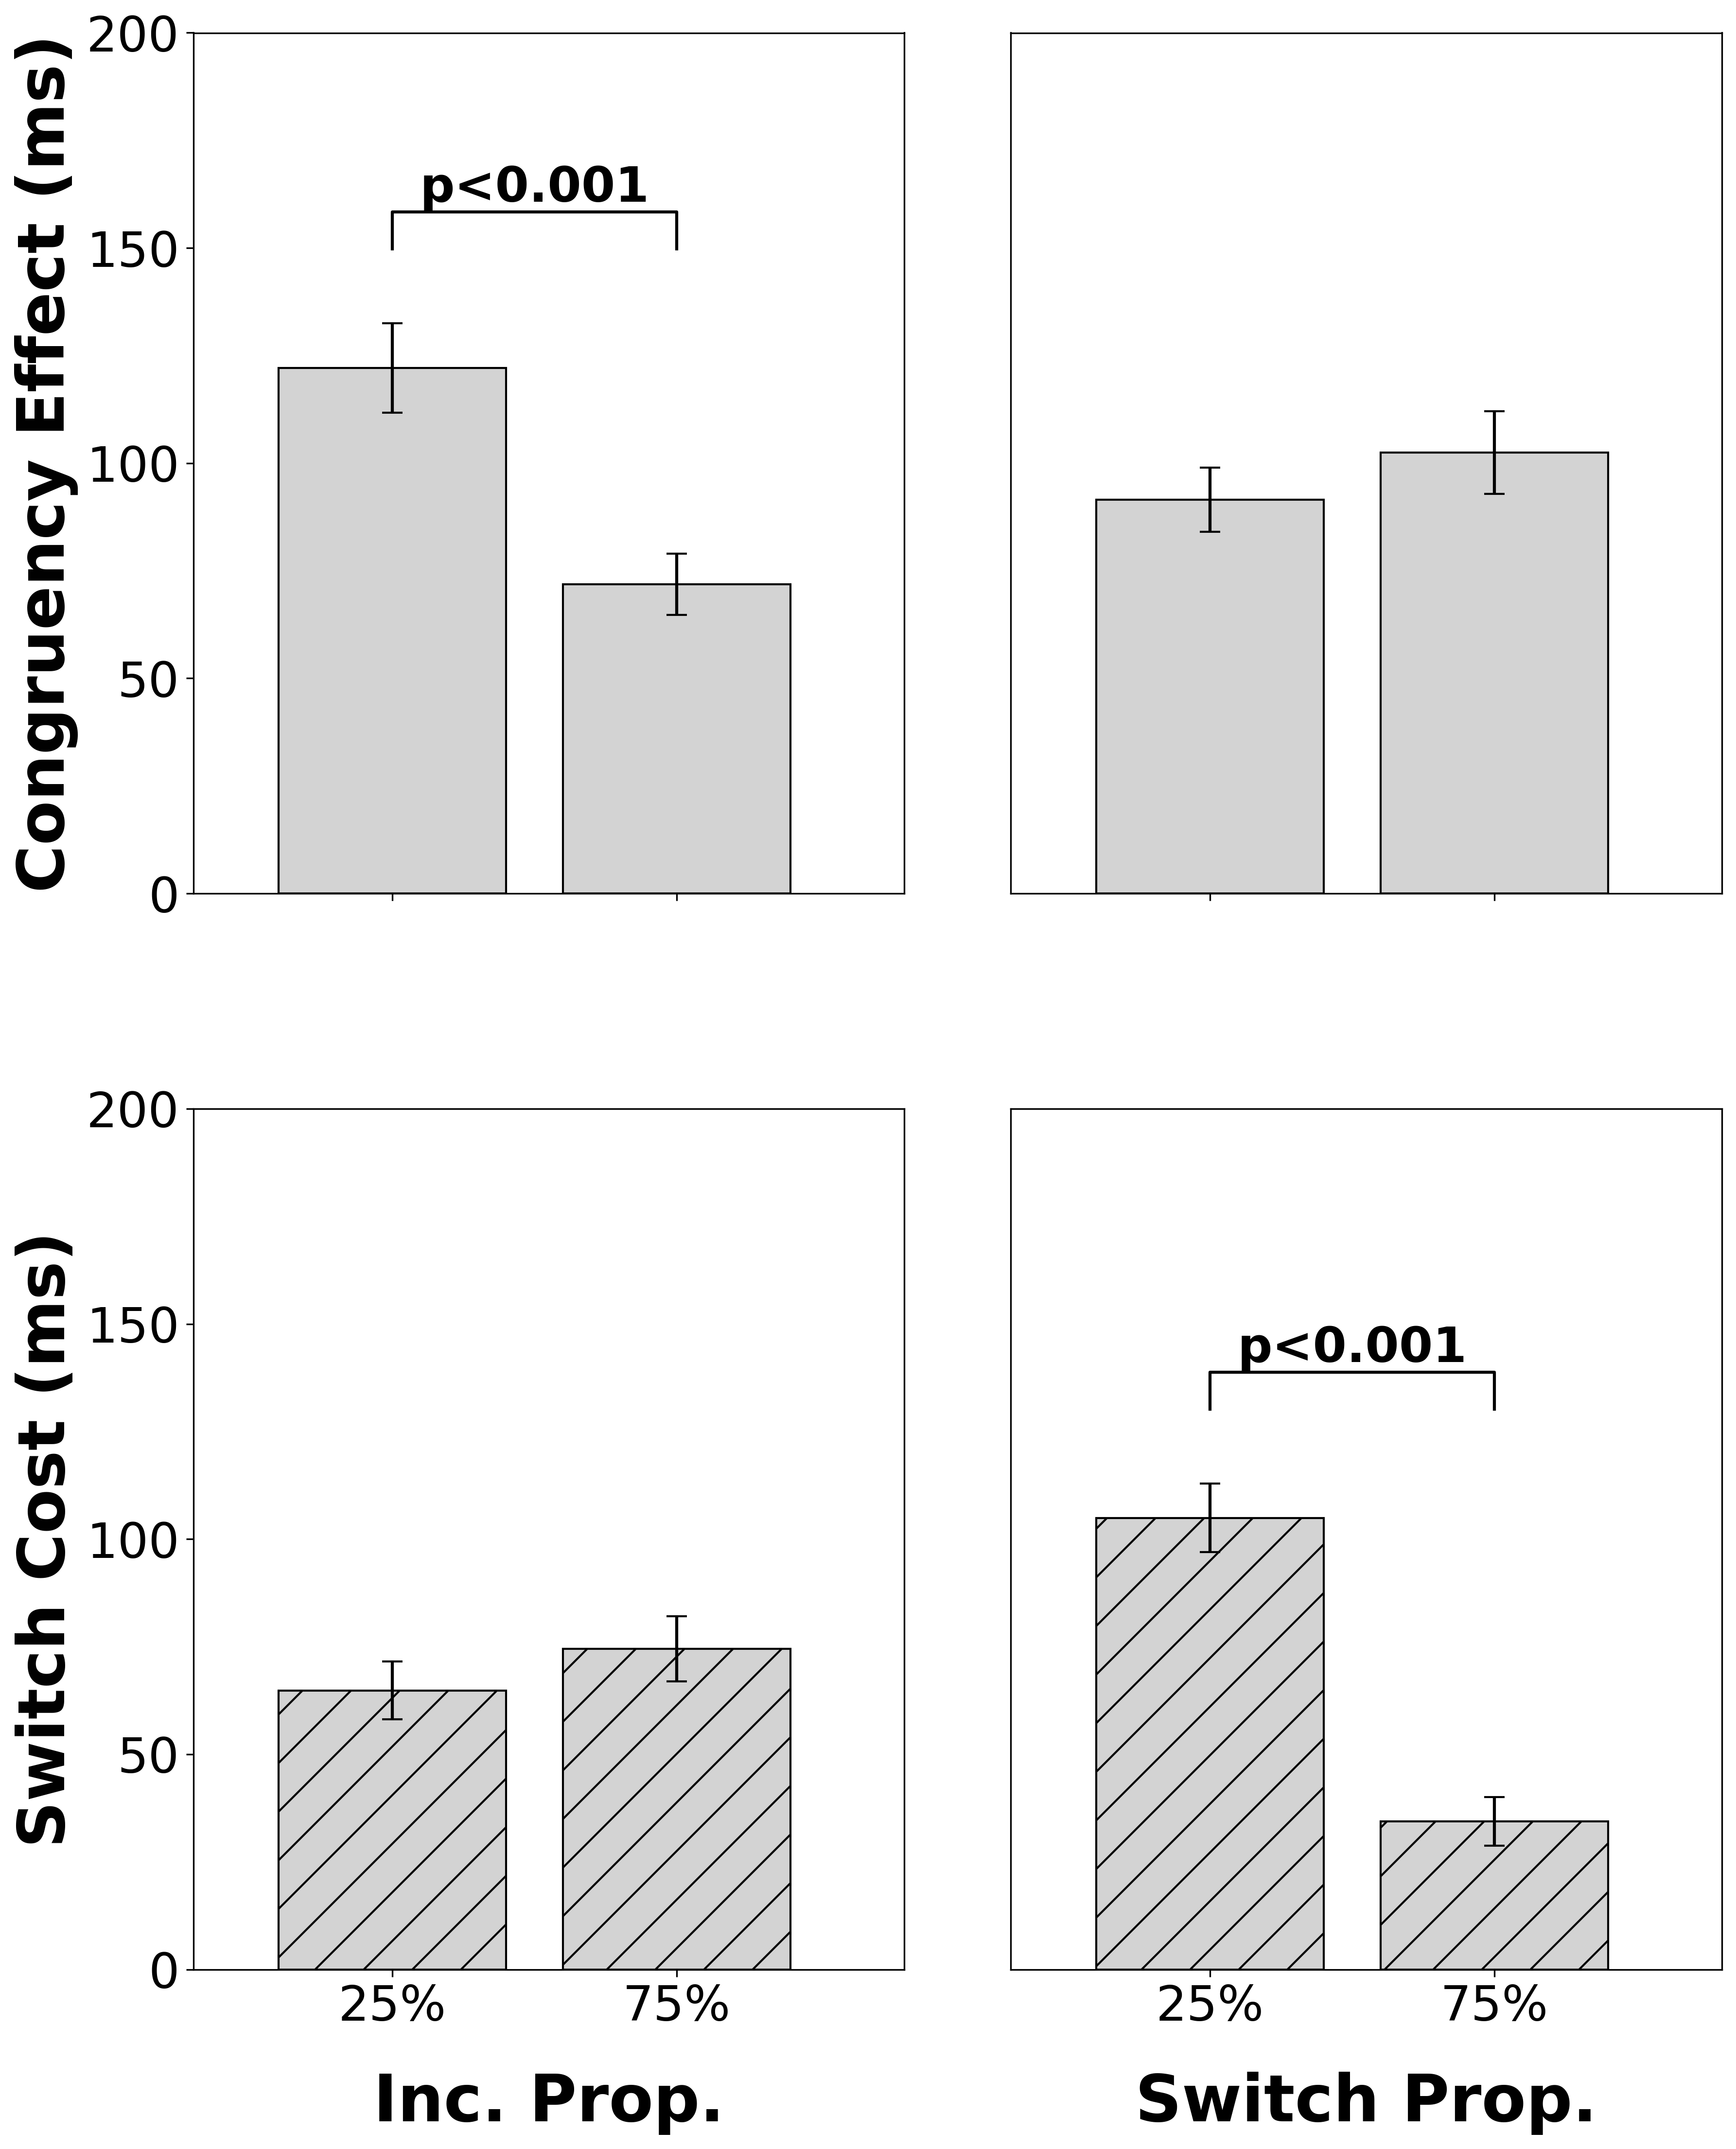 Congruency Effect (ms)
200
150
100
50
0
p<0.001
Switch Cost (ms)
200
150
100
50
0
p<0.001
25%
75%
25%
75%
Inc. Prop.
Switch Prop.